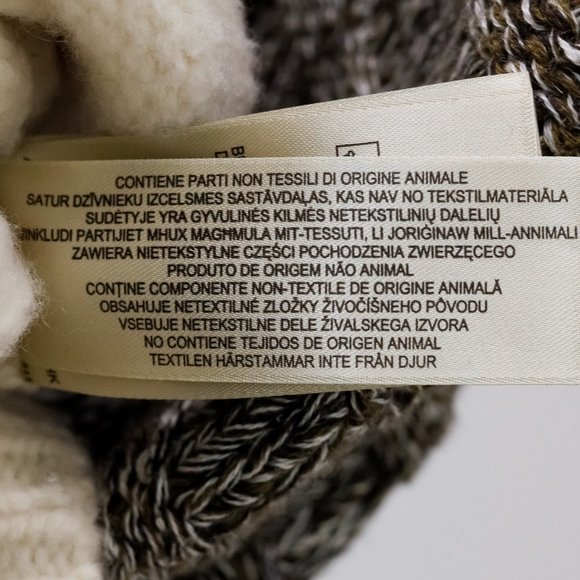 CONTIENE PARTI NON TESSILI DI ORIGINE ANIMALE
SATUR DZĪVNIEKU IZCELSMES SASTĀVDAĻAS, KAS NAV NO TEKSTILMATERIĀLA
SUDĖTYJE YRA GYVULINĖS KILMĖS NETEKSTILINIŲ DALELIŲ
INKLUDI PARTIJIET MHUX MAGHMULA MIT-TESSUTI, LI JORIĠINAW MILL-ANNIMALI
ZAWIERA NIETEKSTYLNE CZĘŚCI POCHODZENIA ZWIERZĘCEGO
PRODUTO DE ORIGEM NÃO ANIMAL
CONȚINE COMPONENTE NON-TEXTILE DE ORIGINE ANIMALĂ
OBSAHUJE NETEXTILNÉ ZLOŽKY ŽIVOČÍŠNEHO PÔVODU
VSEBUJE NETEKSTILNE DELE ŽIVALSKEGA IZVORA
NO CONTIENE TEJIDOS DE ORIGEN ANIMAL
TEXTILEN HÄRSTAMMAR INTE FRÅN DJUR